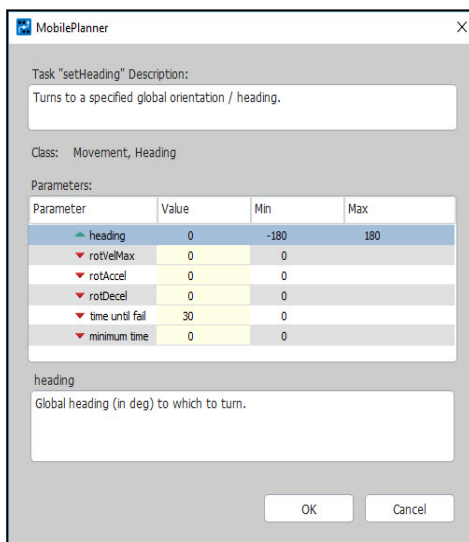 MobilePlanner
Task "setHeading" Description:
Turns to a specified global orientation / heading.
Class: Movement, Heading
Parameters:
Parameter Value Min Max
heading 0 -180 180
rotVelMax 0 0
rotAccel 0 0
rotDecel 0 0
time until fail 30 0
minimum time 0 0
heading
Global heading (in deg) to which to turn.
OK Cancel